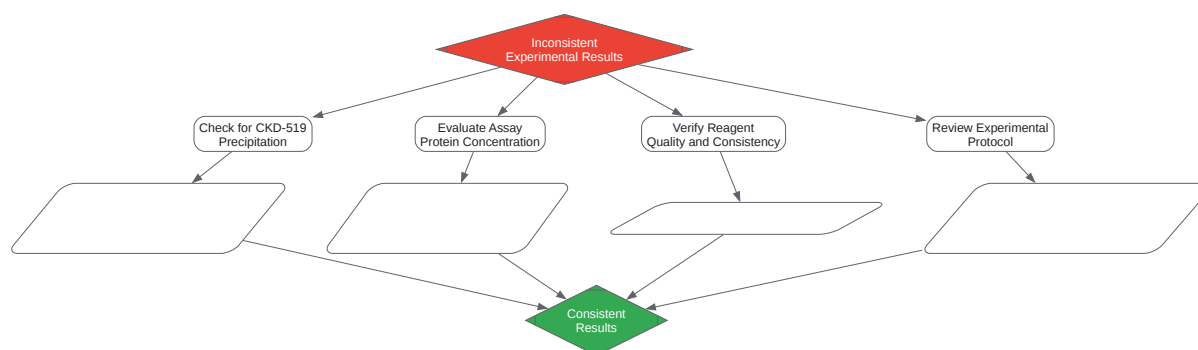 Inconsistent
Experimental Results
Check for CKD-519
Precipitation
Evaluate Assay
Protein Concentration
Verify Reagent
Quality and Consistency
Review Experimental
Protocol
Consistent
Results